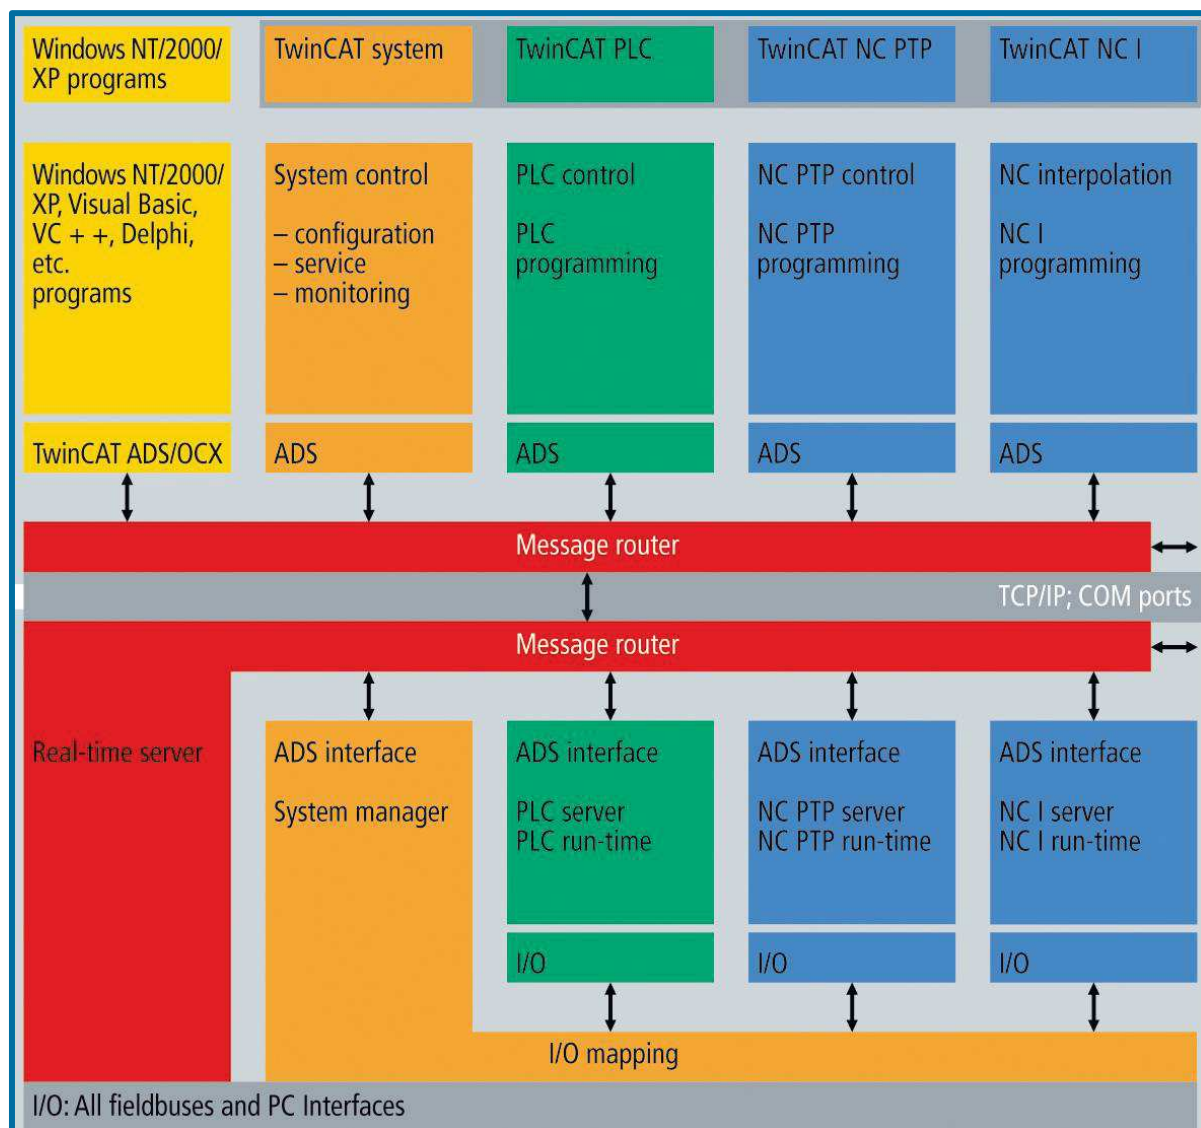 Windows NT/2000/
XP programs
TwinCAT system
TwinCAT PLC
TwinCAT NC PTP
TwinCAT NC I
Windows NT/2000/
XP, Visual Basic,
VC + +, Delphi,
etc.
programs
System control
– configuration
– service
– monitoring
PLC control
PLC
programming
NC PTP control
NC PTP
programming
NC interpolation
NC I
programming
TwinCAT ADS/OCX
ADS
ADS
ADS
ADS
Message router
TCP/IP; COM ports
Message router
Real-time server
ADS interface
System manager
ADS interface
PLC server
PLC run-time
ADS interface
NC PTP server
NC PTP run-time
ADS interface
NC I server
NC I run-time
I/O
I/O
I/O
I/O mapping
I/O: All fieldbuses and PC Interfaces